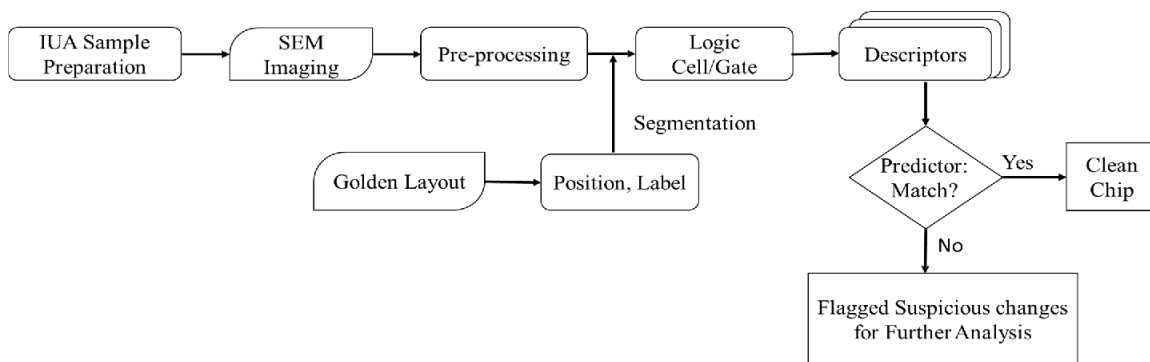 IUA Sample
Preparation
SEM
Imaging
Pre-processing
Logic
Cell/Gate
Descriptors
Segmentation
Golden Layout
Position, Label
Predictor:
Match?
Yes
Clean
Chip
No
Flagged Suspicious changes
for Further Analysis